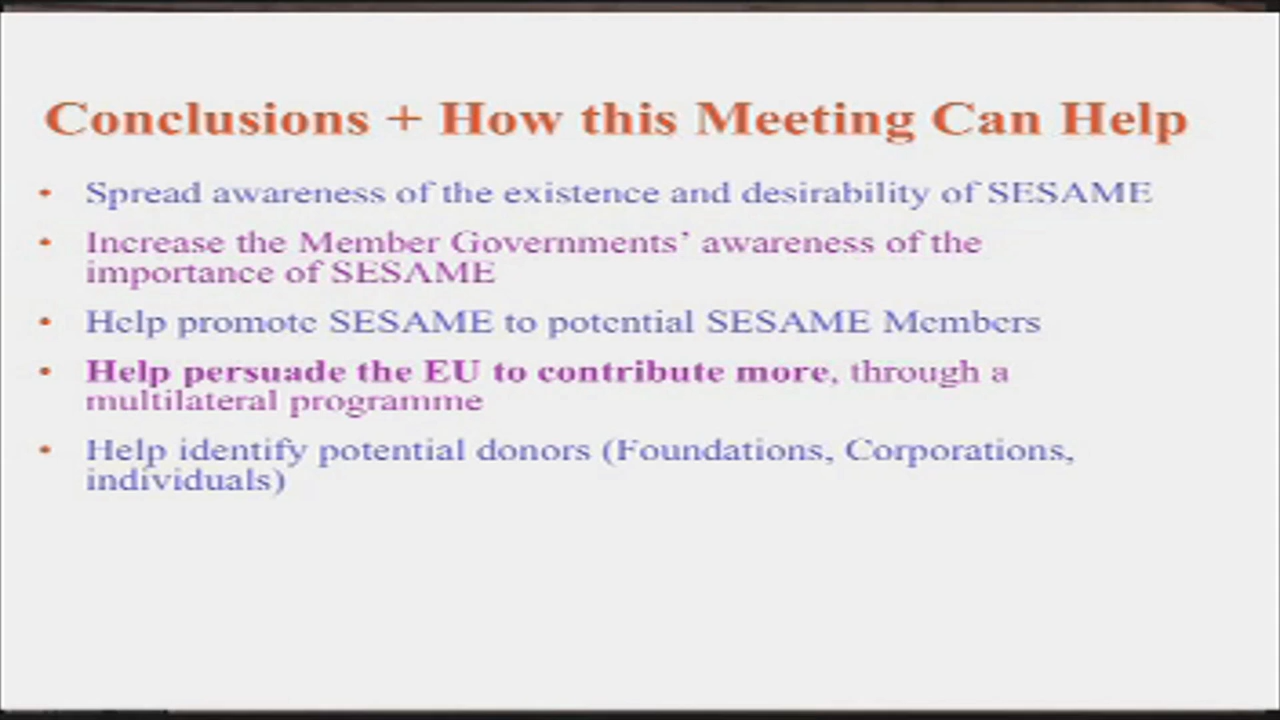 Conclusions + How this Meeting Can Help
• Spread awareness of the existence and desirability of SESAME
• Increase the Member Governments' awareness of the
importance of SESAME
• Help promote SESAME to potential SESAME Members
• Help persuade the EU to contribute more, through a
multilateral programme
• Help identify potential donors (Foundations, Corporations,
individuals)